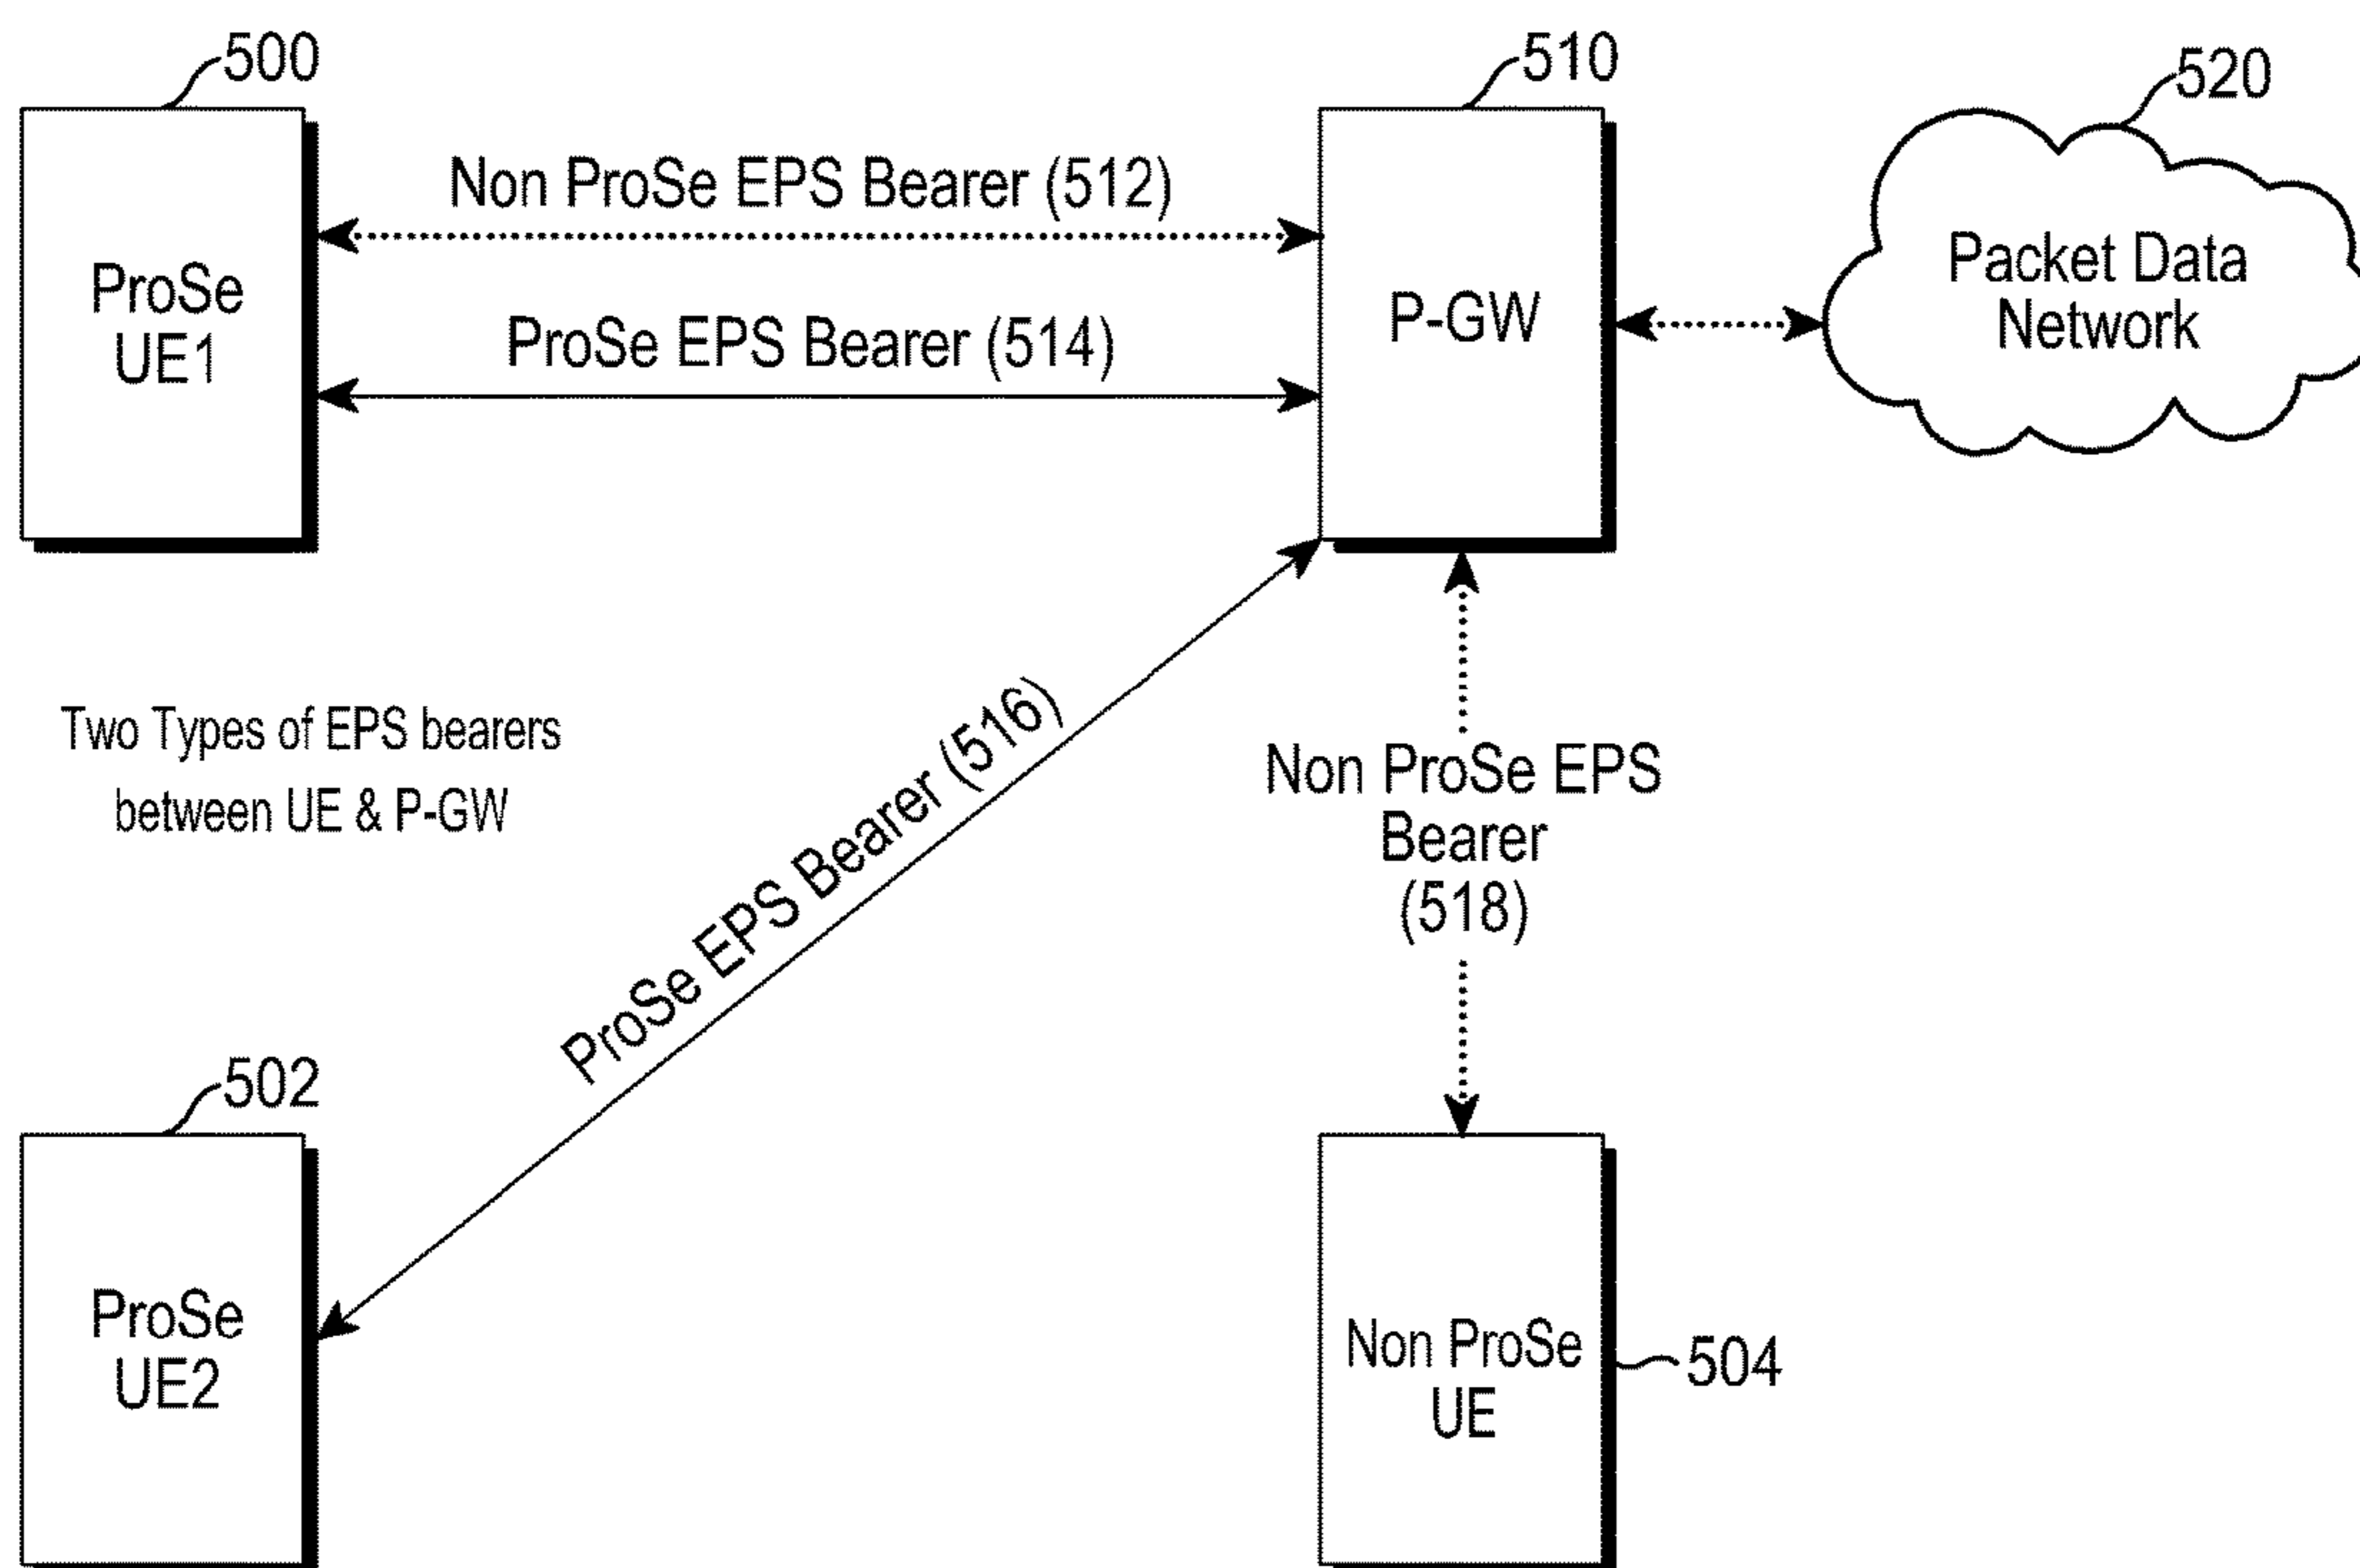 500
510
520
Non ProSe EPS Bearer (512)
ProSe
UE1
ProSe EPS Bearer (514)
P-GW
Packet Data
Network
Two Types of EPS bearers
between UE & P-GW
ProSe EPS Bearer (516)
Non ProSe EPS
Bearer
(518)
502
ProSe
UE2
Non ProSe
UE
504